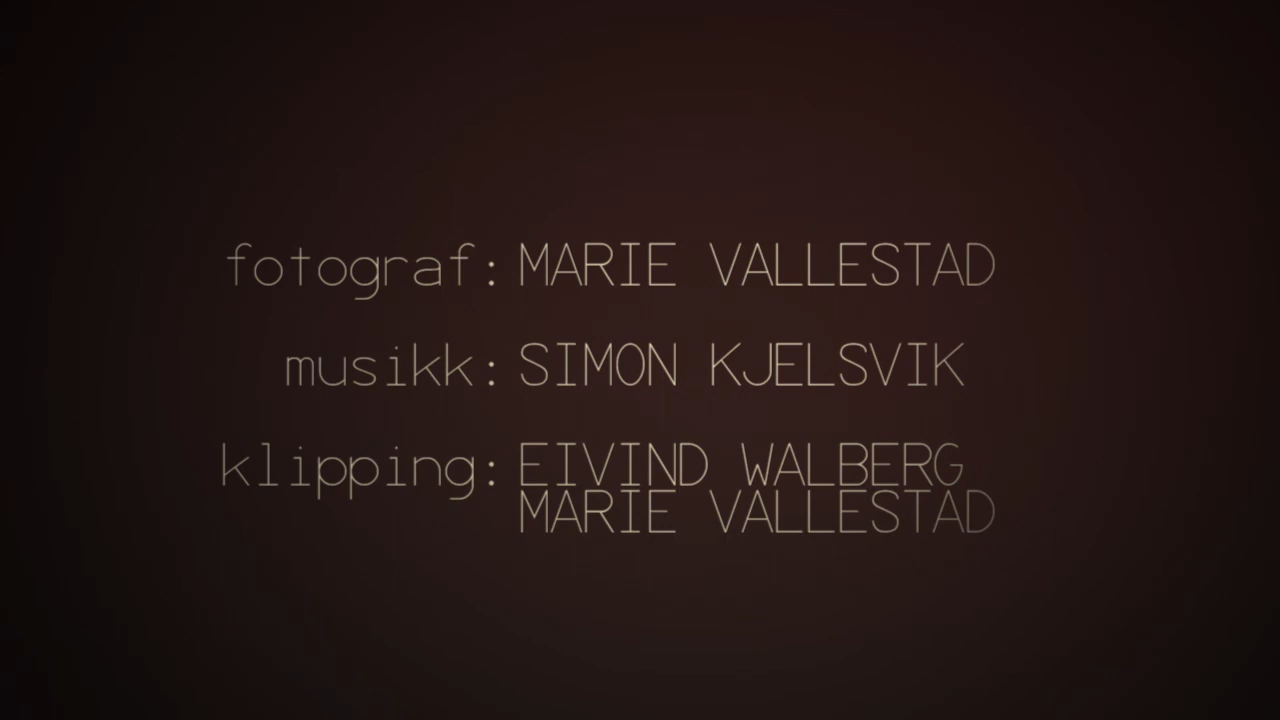 fotograf: MARIE VALLESTAD
musikk: SIMON KJELSVIK
klipping: EIVIND WALBERG
MARIE VALLESTAD